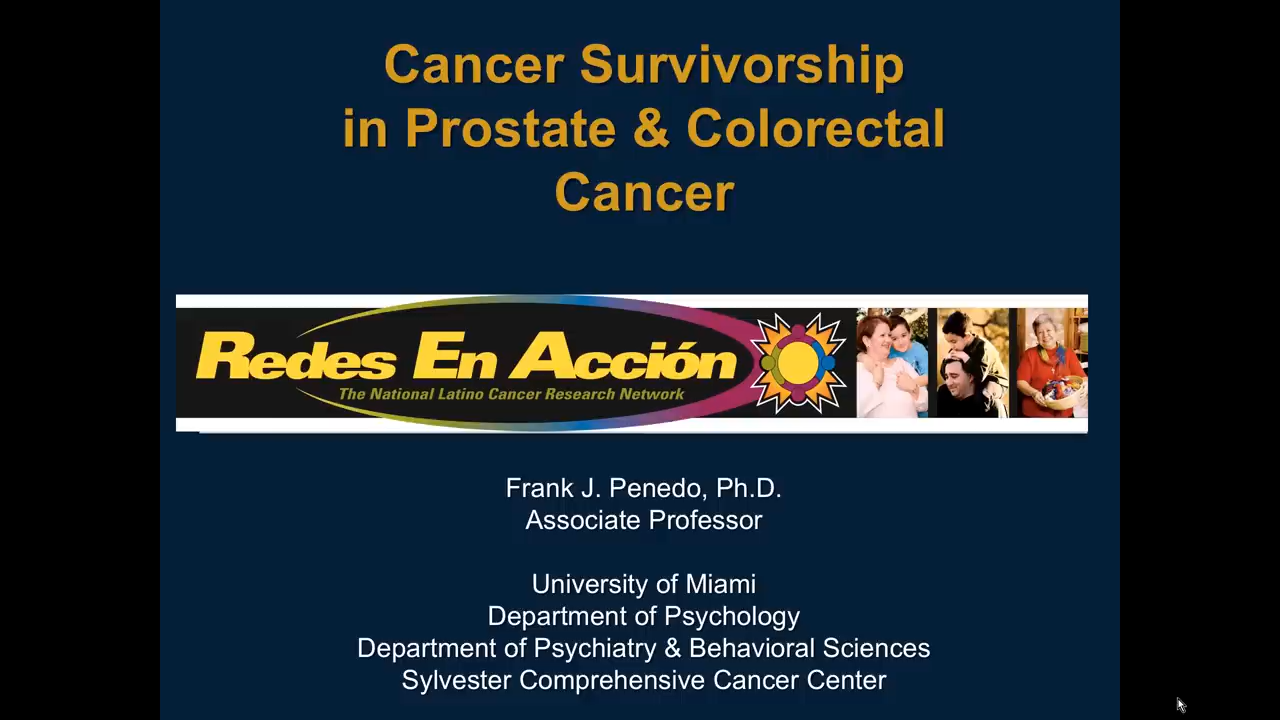 Cancer Survivorship
in Prostate & Colorectal
Cancer
Redes En Acción
The National Latino Cancer Research Network
Frank J. Penedo, Ph.D.
Associate Professor
University of Miami
Department of Psychology
Department of Psychiatry & Behavioral Sciences
Sylvester Comprehensive Cancer Center